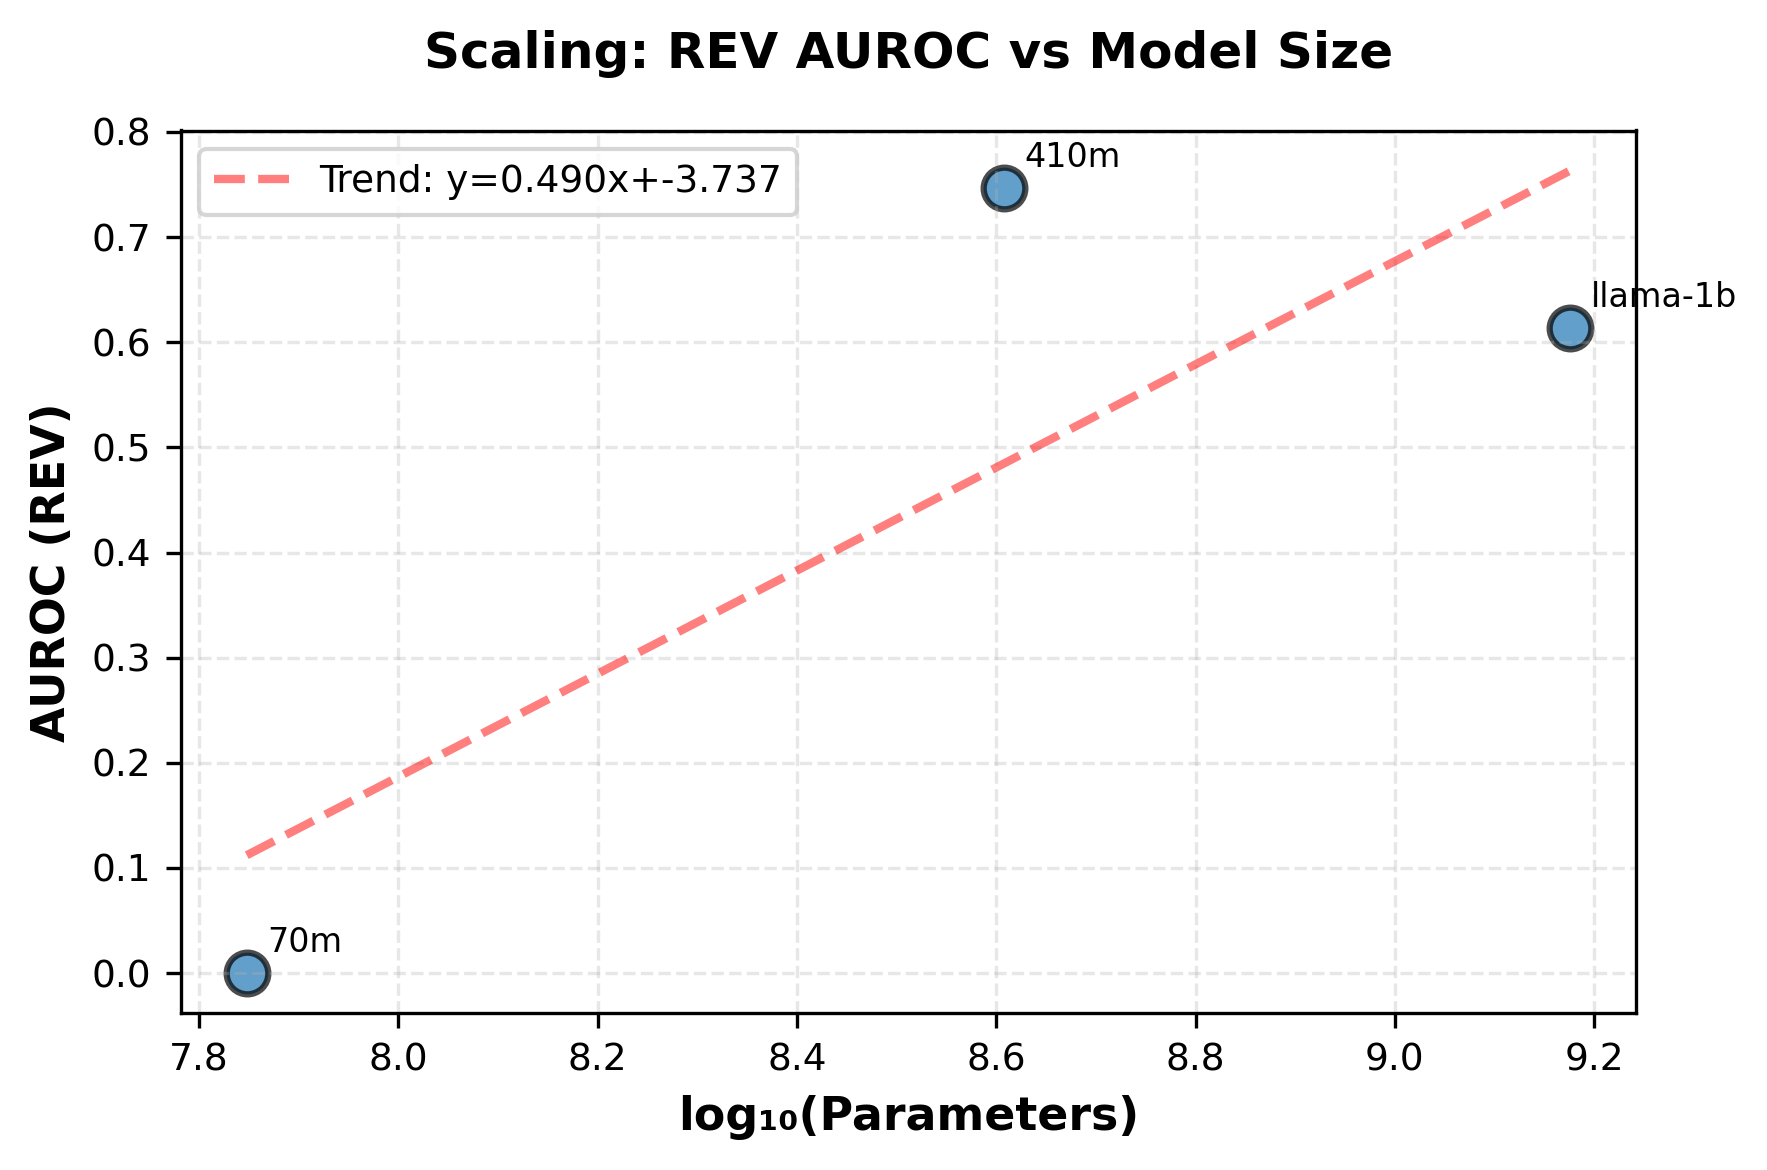 Scaling: REV AUROC vs Model Size
Trend: y=0.490x+-3.737
410m
llama-1b
70m
AUROC (REV)
0.8
0.7
0.6
0.5
0.4
0.3
0.2
0.1
0.0
7.8 8.0 8.2 8.4 8.6 8.8 9.0 9.2
log₁₀(Parameters)